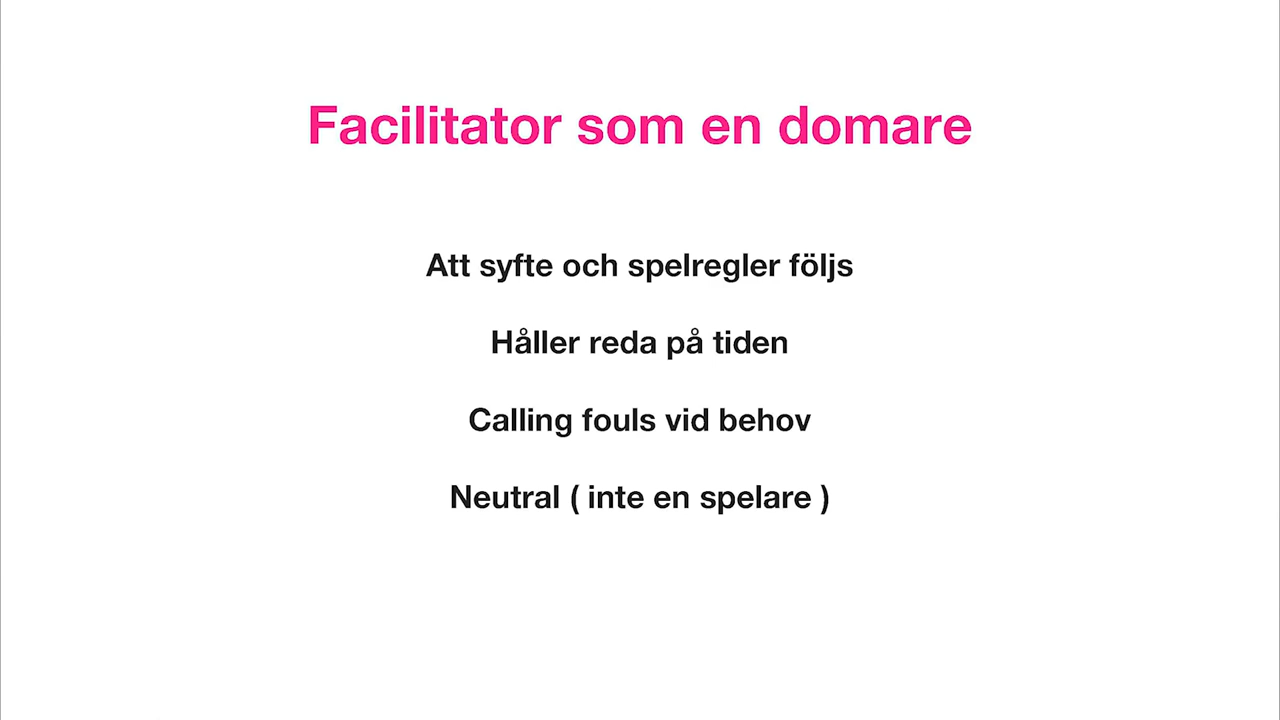 Facilitator som en domare
Att syfte och spelregler följs
Håller reda på tiden
Calling fouls vid behov
Neutral ( inte en spelare )